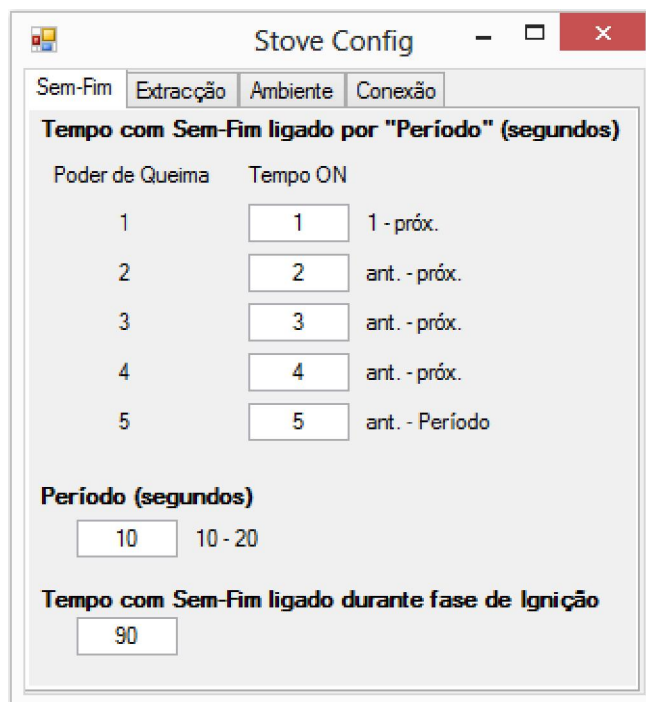 Stove Config
Sem-Fim Extracção Ambiente Conexão
Tempo com Sem-Fim ligado por "Período" (segundos)
Poder de Queima Tempo ON
1 1 1 - próx.
2 2 ant. - próx.
3 3 ant. - próx.
4 4 ant. - próx.
5 5 ant. - Período
Período (segundos)
10 10 - 20
Tempo com Sem-Fim ligado durante fase de Ignição
90